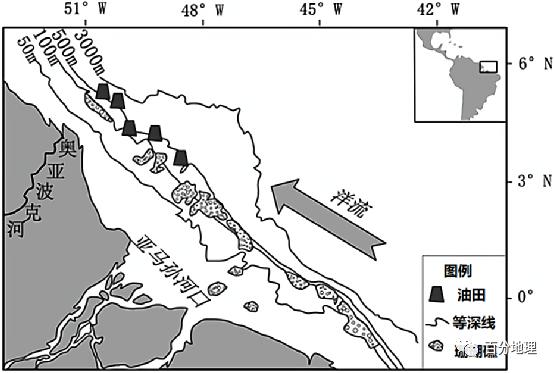 51° W
48° W
45° W
42° W
6° N
3° N
0°
50m
100m
500m
3000m
奥亚波克河
洋流
亚马孙河口
图例
油田
等深线
珊瑚礁
百分地理